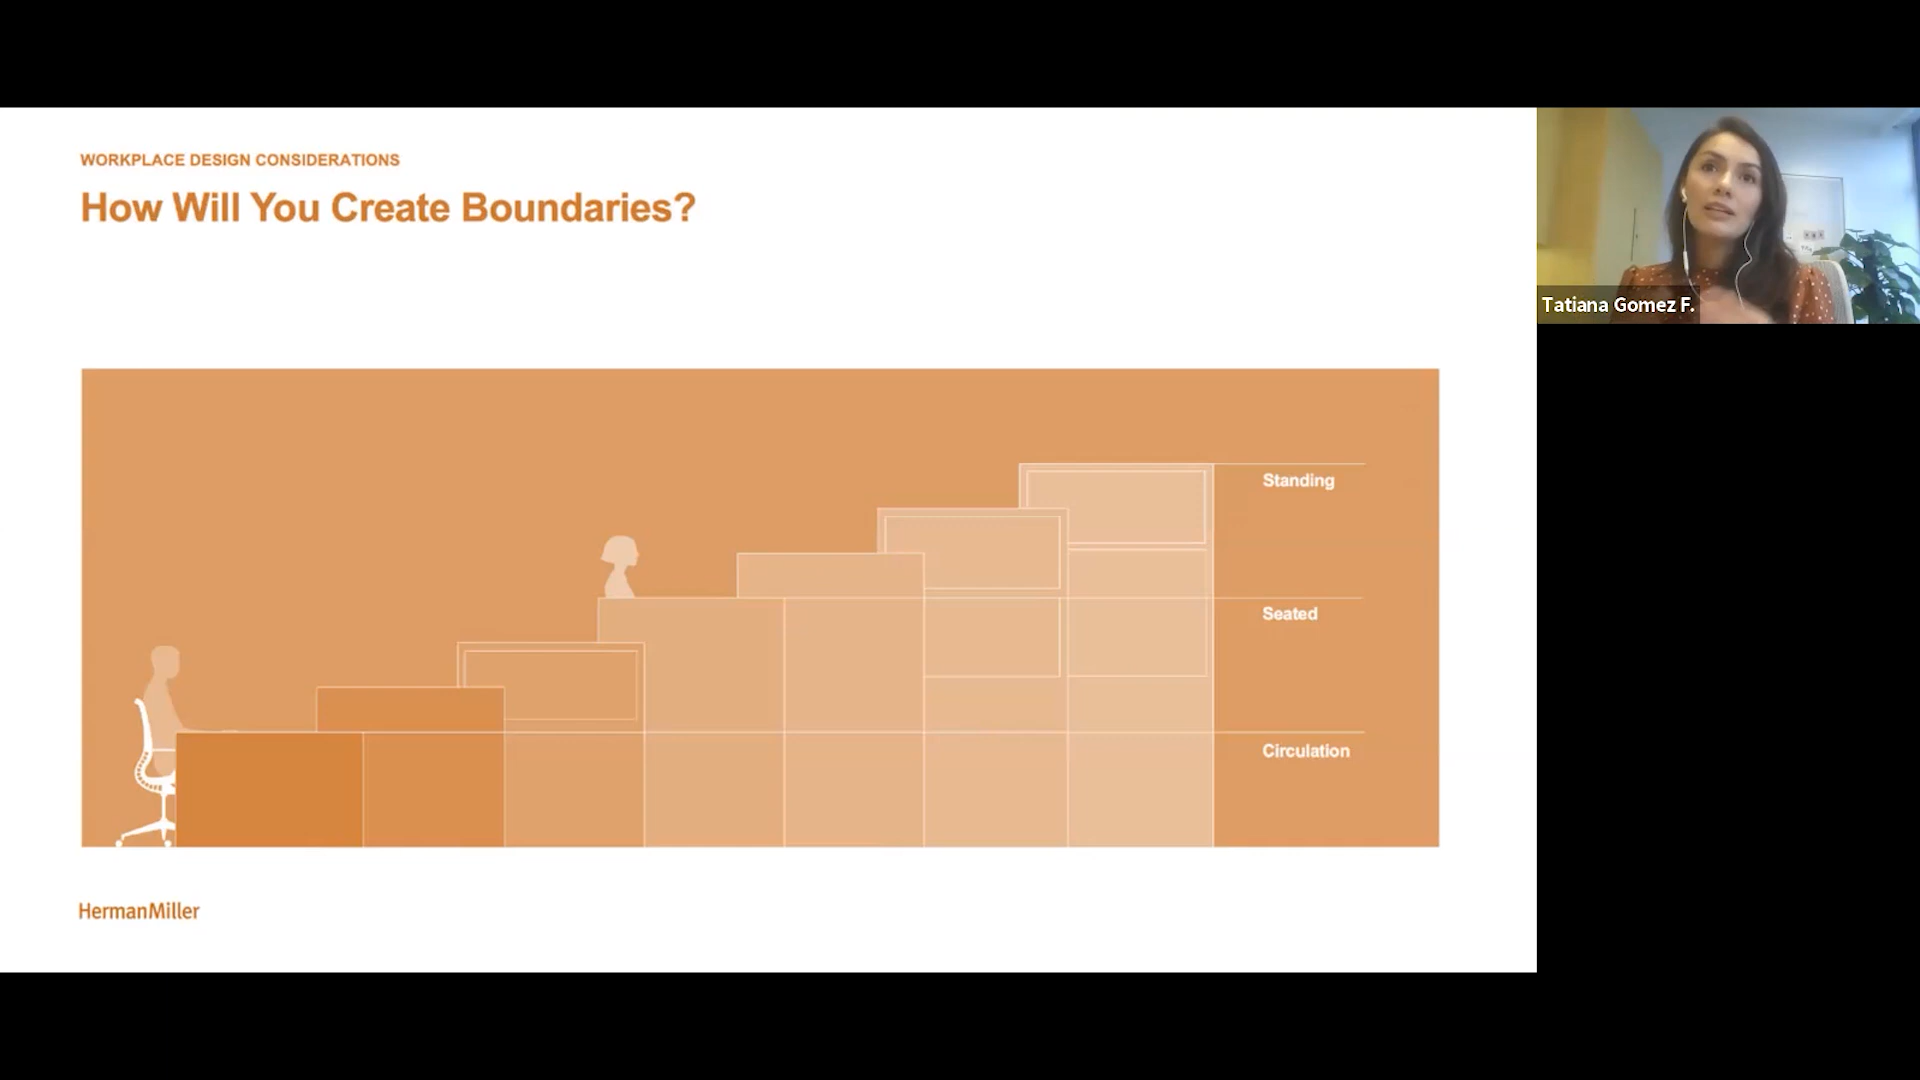 WORKPLACE DESIGN CONSIDERATIONS
How Will You Create Boundaries?
Tatiana Gomez F.
Standing
Seated
Circulation
HermanMiller